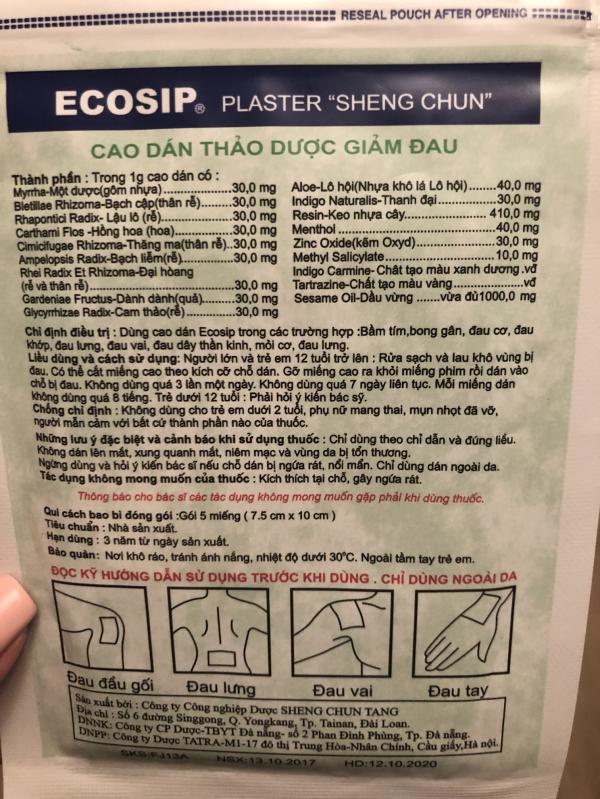 RESEAL POUCH AFTER OPENING
ECOSIP® PLASTER "SHENG CHUN"
CAO DÁN THẢO DƯỢC GIẢM ĐAU
Thành phần : Trong 1g cao dán có :
Myrrha-Một dược(gôm nhựa)..................30,0 mg
Bletillae Rhizoma-Bạch cập(thân rễ)........30,0 mg
Rhapontici Radix- Lậu lô (rễ)..................30,0 mg
Carthami Flos -Hồng hoa (hoa)..............30,0 mg
Cimicifugae Rhizoma-Thăng ma(thân rễ)..30,0 mg
Ampelopsis Radix-Bạch liễm(rễ)..............30,0 mg
Rhei Radix Et Rhizoma-Đại hoàng
(rễ và thân rễ)..............................30,0 mg
Gardeniae Fructus-Dành dành(quả).........30,0 mg
Glycyrrhizae Radix-Cam thảo(rễ).............30,0 mg
Aloe-Lô hội(Nhựa khô lá Lô hội)........40,0 mg
Indigo Naturalis-Thanh đại...............30,0 mg
Resin-Keo nhựa cây..................... 410,0 mg
Menthol ....................................40,0 mg
Zinc Oxide(kẽm Oxyd)..................30,0 mg
Methyl Salicylate........................10,0 mg
Indigo Carmine- Chất tạo màu xanh dương .vđ
Tartrazine-Chất tạo màu vàng..................vđ
Sesame Oil-Dầu vừng .......vừa đủ1000,0 mg
Chỉ định điều trị : Dùng cao dán Ecosip trong các trường hợp :Bầm tím,bong gân, đau cơ, đau
khớp, đau lưng, đau vai, đau dây thần kinh, mỏi cơ, đau lưng.
Liều dùng và cách sử dụng: Người lớn và trẻ em 12 tuổi trở lên : Rửa sạch và lau khô vùng bị
đau. Có thể cắt miếng cao theo kích cỡ chỗ dán. Gỡ miếng cao ra khỏi miếng phim rồi dán vào
chỗ bị đau. Không dùng quá 3 lần một ngày. Không dùng quá 7 ngày liên tục. Mỗi miếng dán
không dùng quá 8 tiếng. Trẻ dưới 12 tuổi : Phải hỏi ý kiến bác sỹ.
Chống chỉ định : Không dùng cho trẻ em dưới 2 tuổi, phụ nữ mang thai, mụn nhọt đã vỡ,
người mẫn cảm với bất cứ thành phần nào của thuốc.
Những lưu ý đặc biệt và cảnh báo khi sử dụng thuốc : Chỉ dùng theo chỉ dẫn và đúng liều.
Không dán lên mắt, xung quanh mắt, niêm mạc và vùng da bị tổn thương.
Ngừng dùng và hỏi ý kiến bác sĩ nếu chỗ dán bị ngứa rát, nổi mẩn. Chỉ dùng dán ngoài da.
Tác dụng không mong muốn của thuốc : Kích thích tại chỗ, gây ngứa rát.
Thông báo cho bác sĩ các tác dụng không mong muốn gặp phải khi dùng thuốc.
Qui cách bao bì đóng gói :Gói 5 miếng ( 7.5 cm x 10 cm )
Tiêu chuẩn : Nhà sản xuất.
Hạn dùng : 3 năm từ ngày sản xuất.
Bảo quản: Nơi khô ráo, tránh ánh nắng, nhiệt độ dưới 30°C. Ngoài tầm tay trẻ em.
ĐỌC KỸ HƯỚNG DẪN SỬ DỤNG TRƯỚC KHI DÙNG . CHỈ DÙNG NGOÀI DA
Đau đầu gối Đau lưng Đau vai Đau tay
Sản xuất bởi : Công ty Công nghiệp Dược SHENG CHUN TANG
Địa chỉ : Số 6 đường Singgong, Q. Yongkang, Tp. Tainan, Đài Loan.
DNNK: Công ty CP Dược-TBYT Đà nẵng- số 2 Phan Đình Phùng, Tp. Đà nẵng.
DNPP: Công ty Dược TATRA-M1-17 đô thị Trung Hòa-Nhân Chính, Cầu giấy,Hà nội.
SKS:FJ13A NSX:13.10.2017 HD:12.10.2020